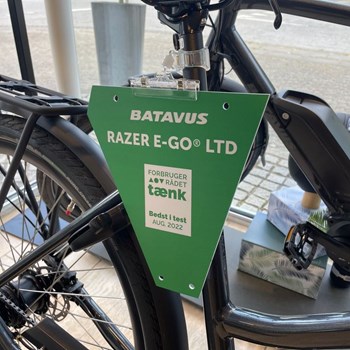 BATAVUS
RAZER E-GO® LTD
FORBRUGER
RÅDET
tænk
Bedst i test
AUG. 2022